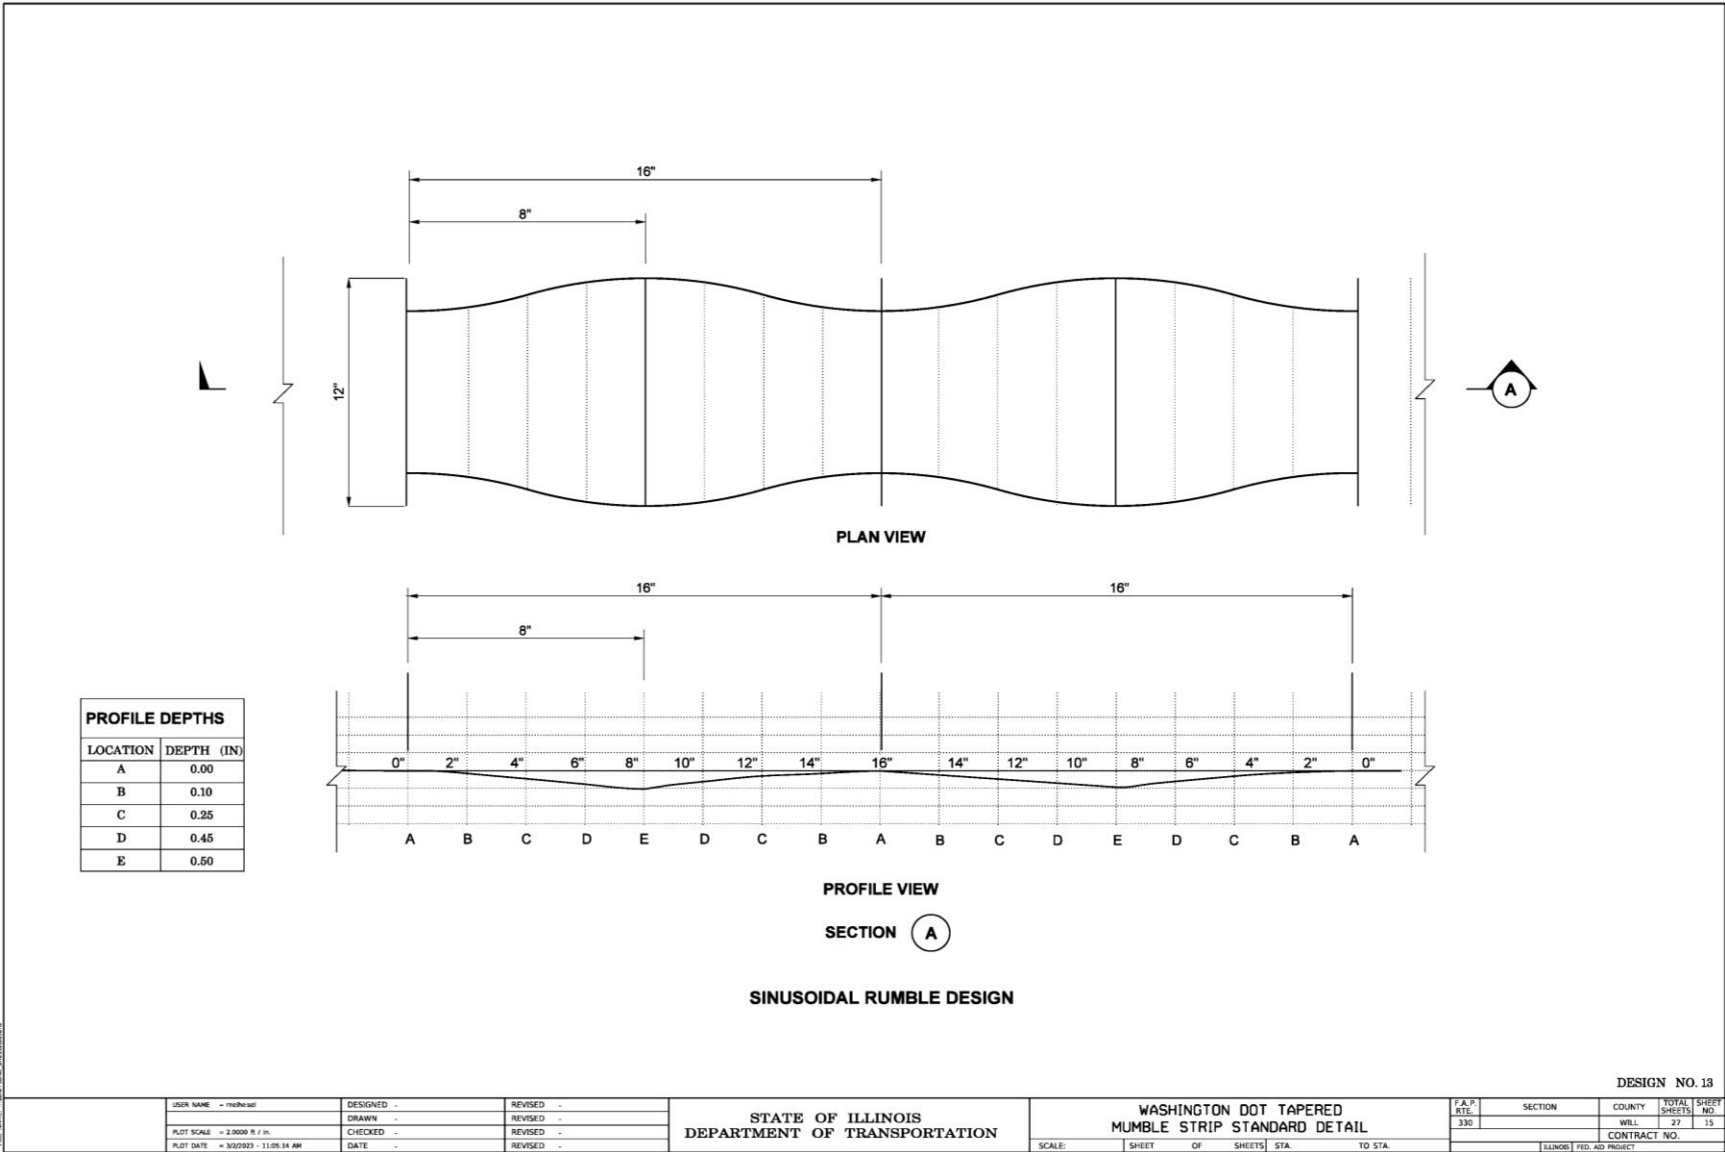 16"
8"
12"
A
PLAN VIEW
16" 16"
8"
PROFILE DEPTHS
LOCATION DEPTH (IN)
A 0.00
B 0.10
C 0.25
D 0.45
E 0.50
0" 2" 4" 6" 8" 10" 12" 14" 16" 14" 12" 10" 8" 6" 4" 2" 0"
A B C D E D C B A B C D E D C B A
PROFILE VIEW
SECTION A
SINUSOIDAL RUMBLE DESIGN
DESIGN NO. 13
USER NAME = melheisel
DESIGNED -
REVISED -
DRAWN -
REVISED -
PLOT SCALE = 2.0000 ft / in.
CHECKED -
REVISED -
PLOT DATE = 3/2/2023 - 11:05:14 AM
DATE -
REVISED -
STATE OF ILLINOIS
DEPARTMENT OF TRANSPORTATION
WASHINGTON DOT TAPERED
MUMBLE STRIP STANDARD DETAIL
SCALE: SHEET OF SHEETS STA. TO STA.
F.A.P. RTE. SECTION COUNTY TOTAL SHEETS SHEET NO.
330 WILL 27 15
CONTRACT NO.
ILLINOIS FED. AID PROJECT